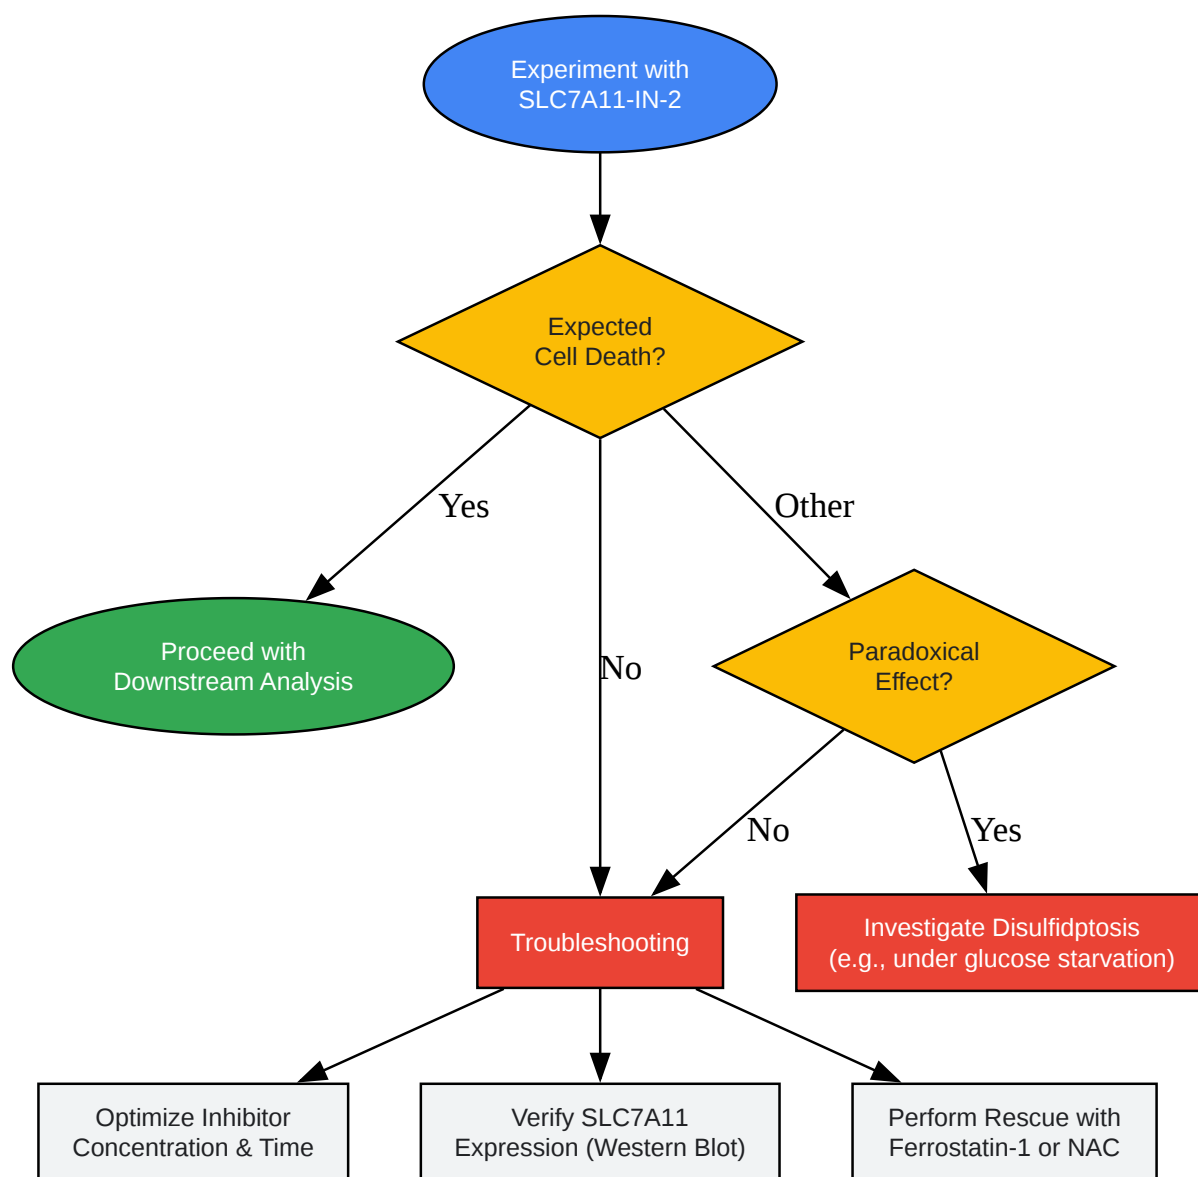 Experiment with
SLC7A11-IN-2
Expected
Cell Death?
Yes
Other
No
Proceed with
Downstream Analysis
Paradoxical
Effect?
No
Yes
Troubleshooting
Investigate Disulfidptosis
(e.g., under glucose starvation)
Optimize Inhibitor
Concentration & Time
Verify SLC7A11
Expression (Western Blot)
Perform Rescue with
Ferrostatin-1 or NAC